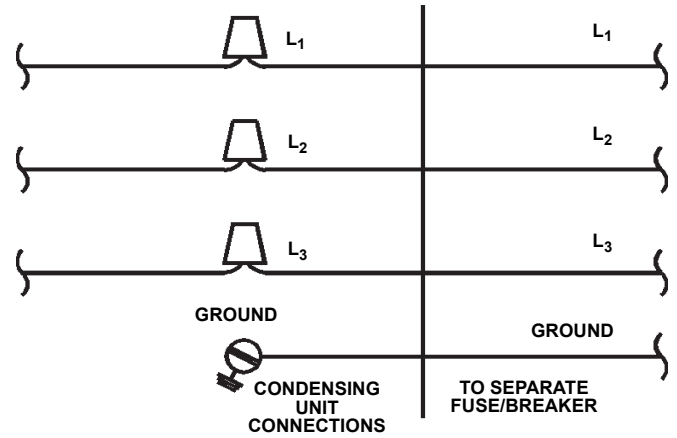 L1 L1
L2 L2
L3 L3
GROUND
GROUND
CONDENSING
UNIT
CONNECTIONS
TO SEPARATE
FUSE/BREAKER